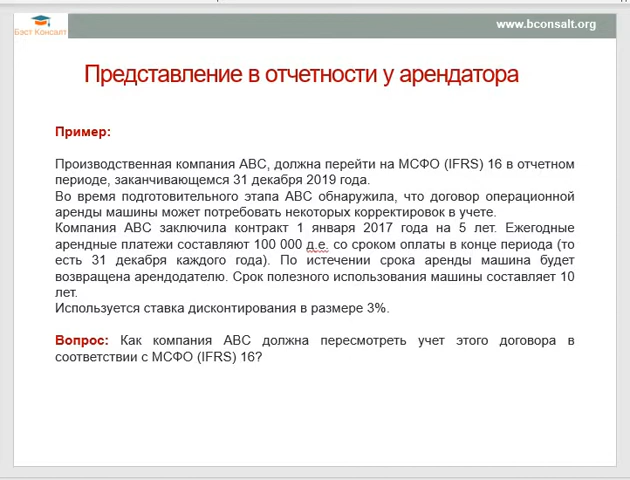 Бэст Консалт
www.bconsalt.org
Представление в отчетности у арендатора
Пример:
Производственная компания ABC, должна перейти на МСФО (IFRS) 16 в отчетном
периоде, заканчивающемся 31 декабря 2019 года.
Во время подготовительного этапа ABC обнаружила, что договор операционной
аренды машины может потребовать некоторых корректировок в учете.
Компания ABC заключила контракт 1 января 2017 года на 5 лет. Ежегодные
арендные платежи составляют 100 000 д.е. со сроком оплаты в конце периода (то
есть 31 декабря каждого года). По истечении срока аренды машина будет
возвращена арендодателю. Срок полезного использования машины составляет 10
лет.
Используется ставка дисконтирования в размере 3%.
Вопрос: Как компания ABC должна пересмотреть учет этого договора в
соответствии с МСФО (IFRS) 16?